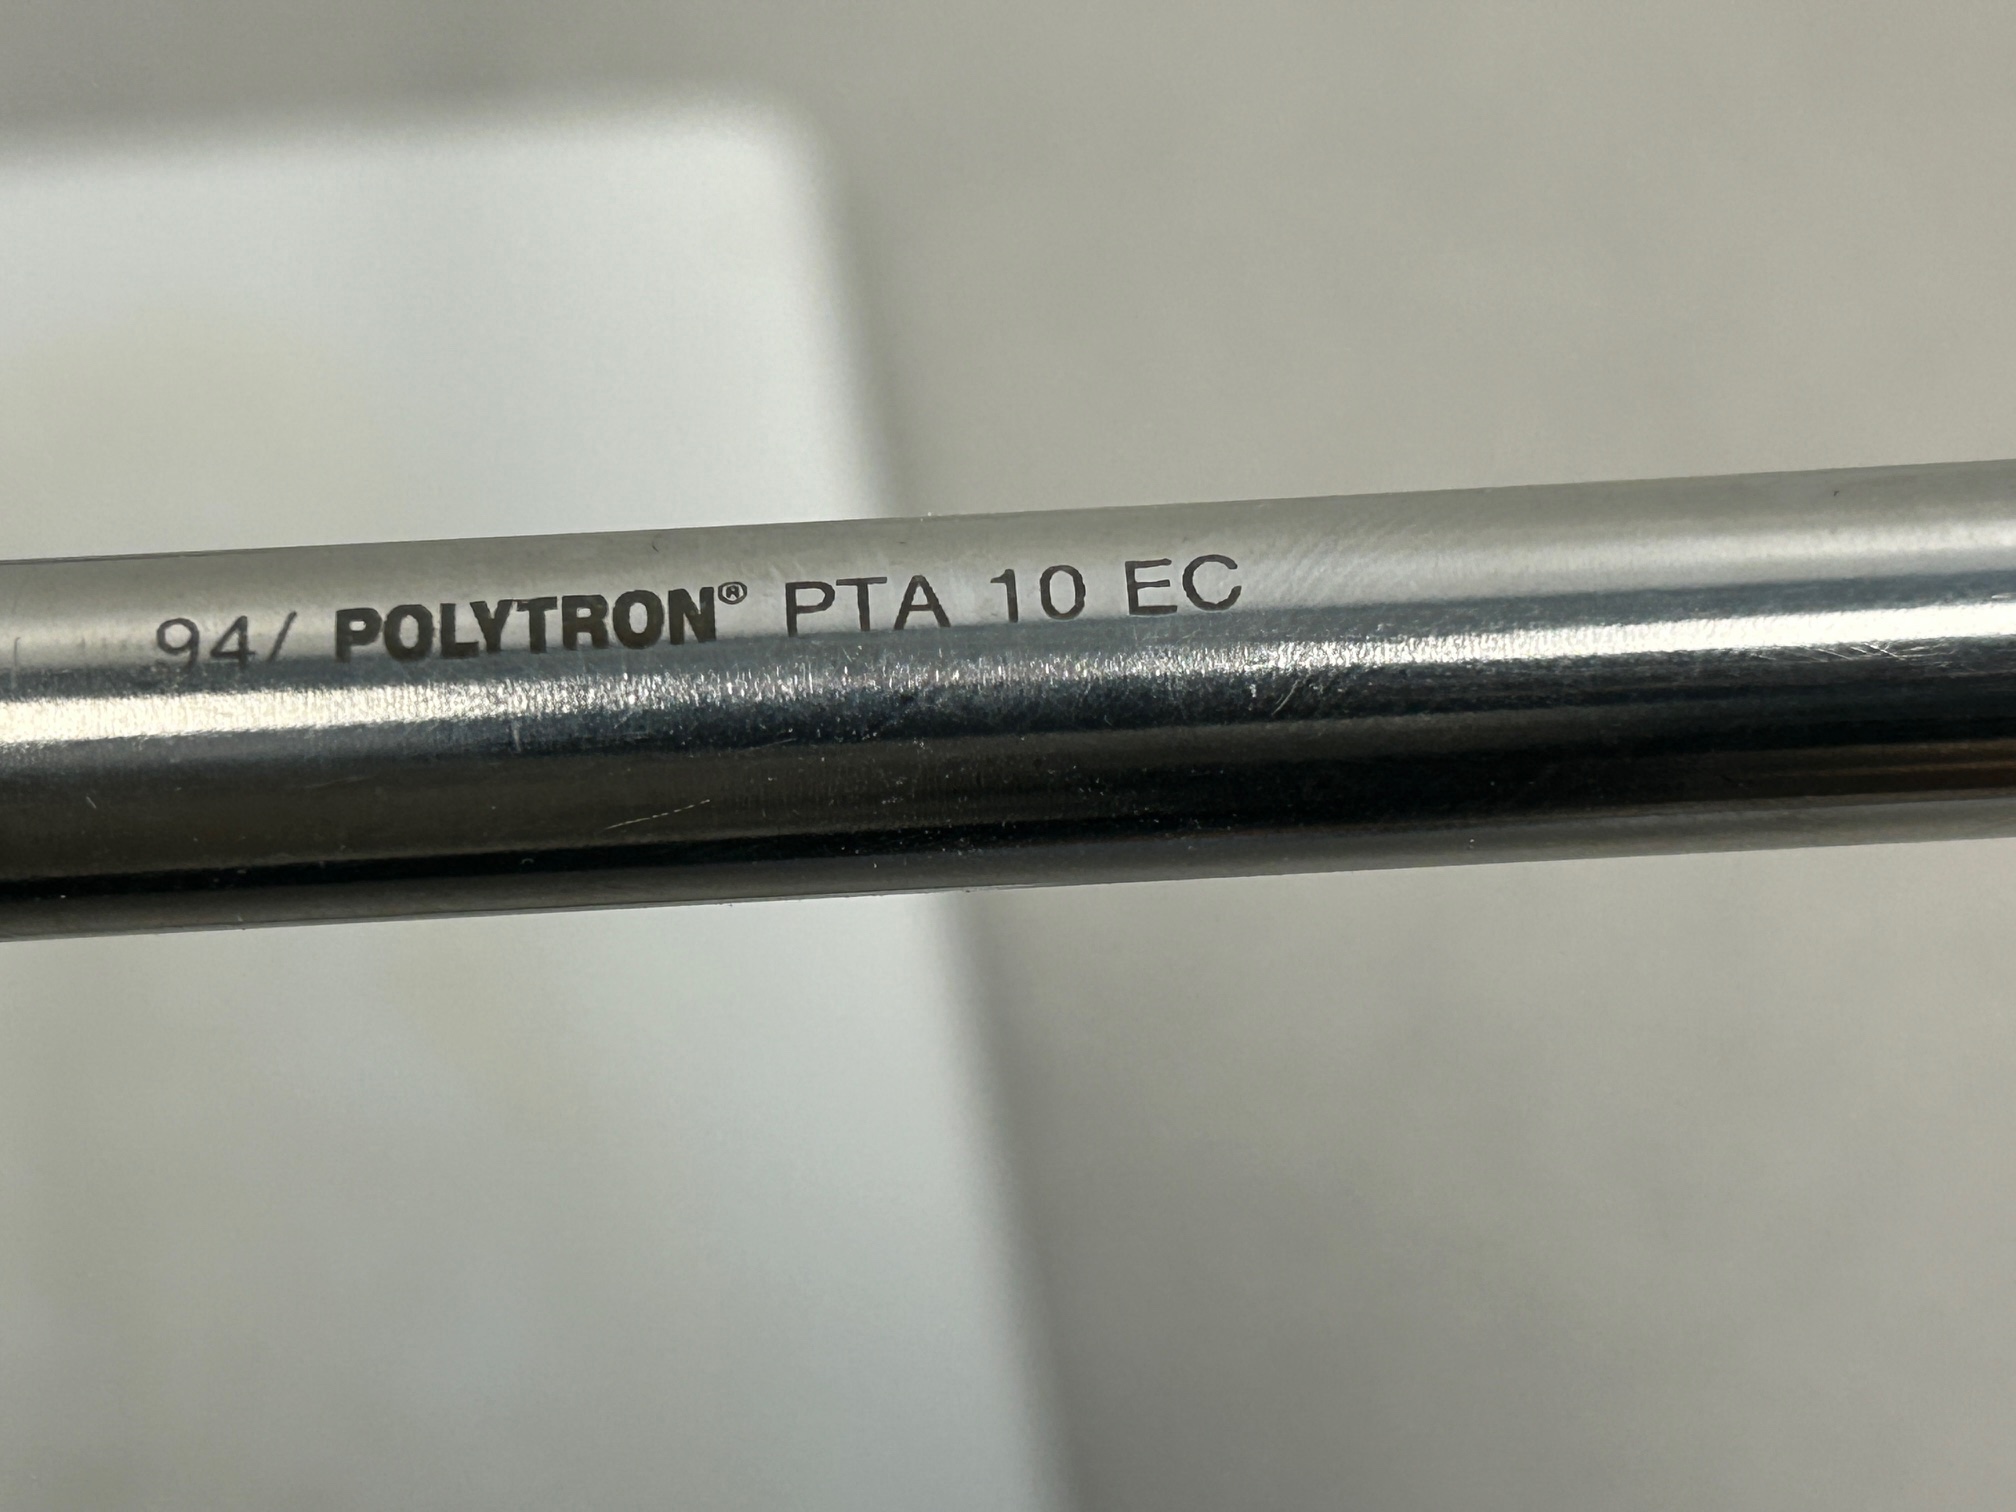 94/ POLYTRON® PTA 10 EC